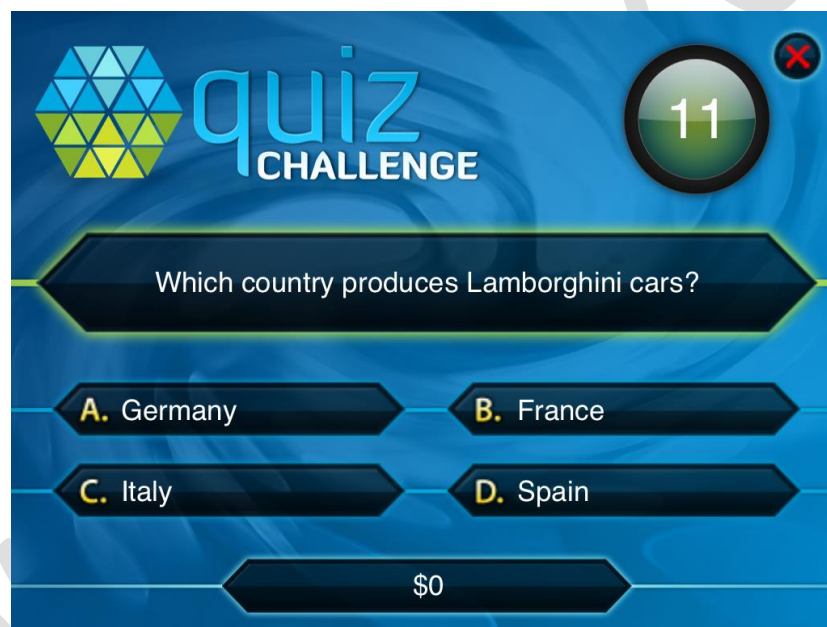 quiz
CHALLENGE
11
Which country produces Lamborghini cars?
A. Germany
B. France
C. Italy
D. Spain
$0